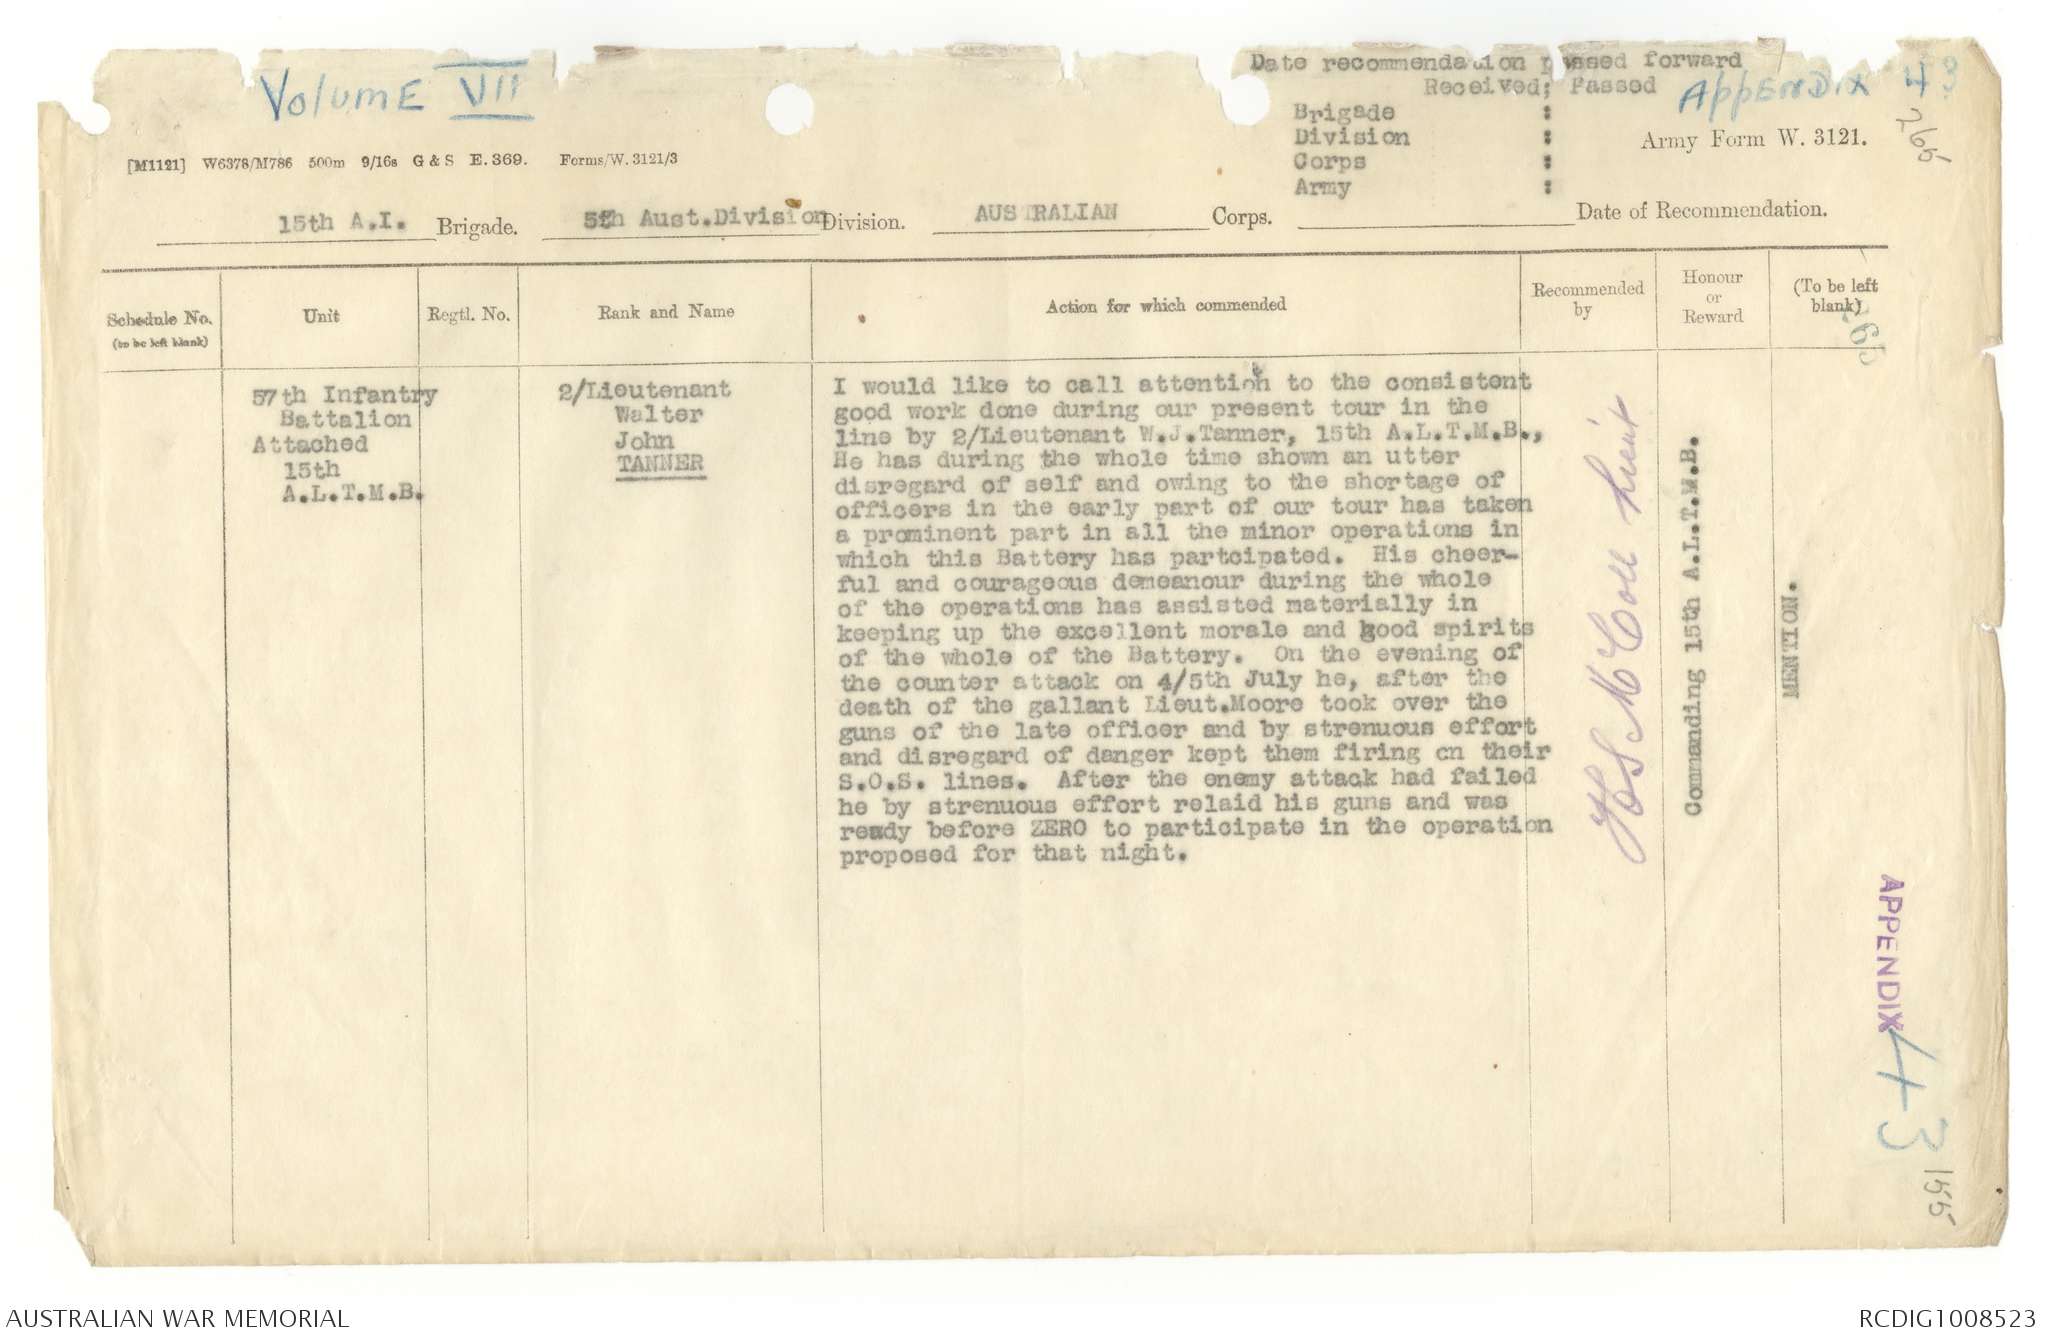 VolumE VII
Date recommendation passed forward
Received; Passed
AppENDIX 43
Brigade :
Division :
Corps :
Army :
Army Form W. 3121.
265
[M1121] W6378/M786 500m 9/16s G & S E. 369. Forms/W. 3121/3
15th A.I. Brigade. 5th Aust.Division Division. AUSTRALIAN Corps. Date of Recommendation.
Schedule No.
(to be left blank)
Unit
Regtl. No.
Rank and Name
Action for which commended
Recommended
by
Honour
or
Reward
(To be left
blank)
265
57th Infantry
Battalion
Attached
15th
A.L.T.M.B.
2/Lieutenant
Walter
John
TANNER
I would like to call attention to the consistent
good work done during our present tour in the
line by 2/Lieutenant W.J.Tanner, 15th A.L.T.M.B.,
He has during the whole time shown an utter
disregard of self and owing to the shortage of
officers in the early part of our tour has taken
a prominent part in all the minor operations in
which this Battery has partcipated. His cheer-
ful and courageous demeanour during the whole
of the operations has assisted materially in
keeping up the excellent morale and good spirits
of the whole of the Battery. On the evening of
the counter attack on 4/5th July he, after the
death of the gallant Lieut.Moore took over the
guns of the late officer and by strenuous effort
and disregard of danger kept them firing on their
S.O.S. lines. After the enemy attack had failed
he by strenuous effort relaid his guns and was
ready before ZERO to participate in the operation
proposed for that night.
Lieut
Commanding 15th A.L.T.M.B.
MENTION.
APPENDIX 43
155
AUSTRALIAN WAR MEMORIAL
RCDIG1008523